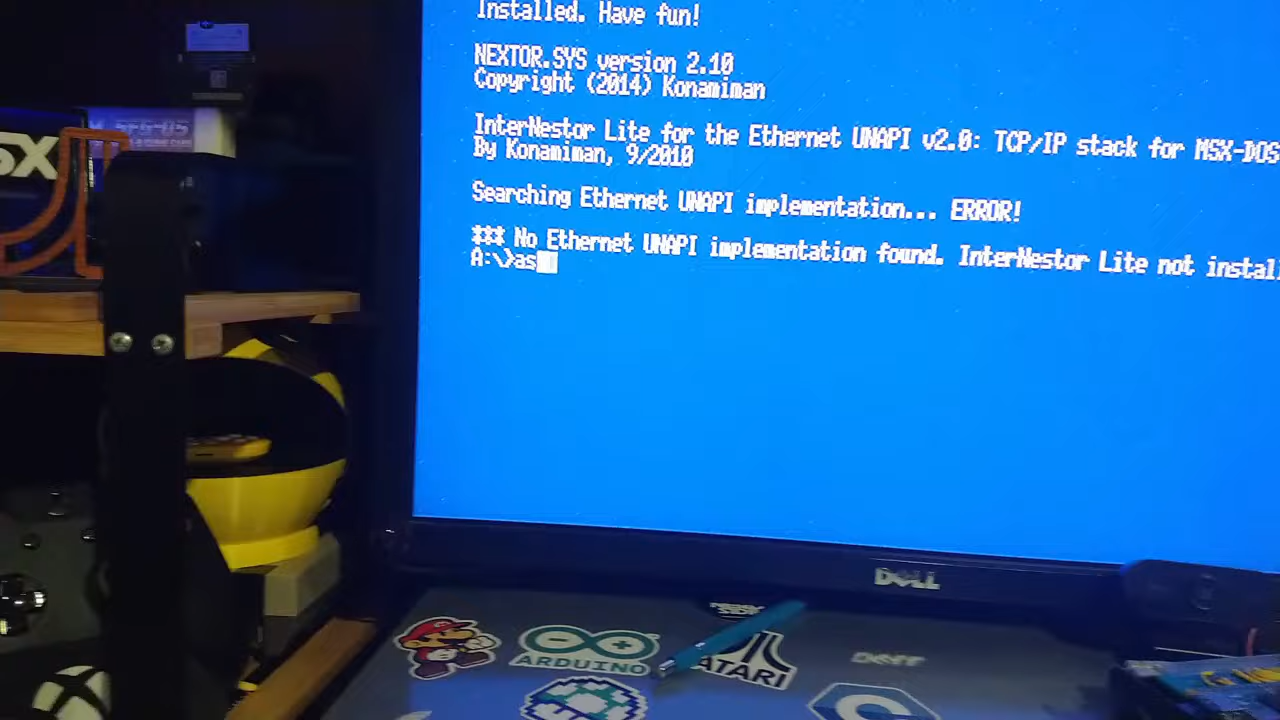 Installed. Have fun!
NEXTOR.SYS version 2.10
Copyright (2014) Konamiman
InterNestor Lite for the Ethernet UNAPI v2.0: TCP/IP stack for MSX-DOS
By Konamiman, 9/2010
Searching Ethernet UNAPI implementation... ERROR!
*** No Ethernet UNAPI implementation found. InterNestor Lite not install
A:\>as
SX
DELL
ARDUINO
ATARI
C